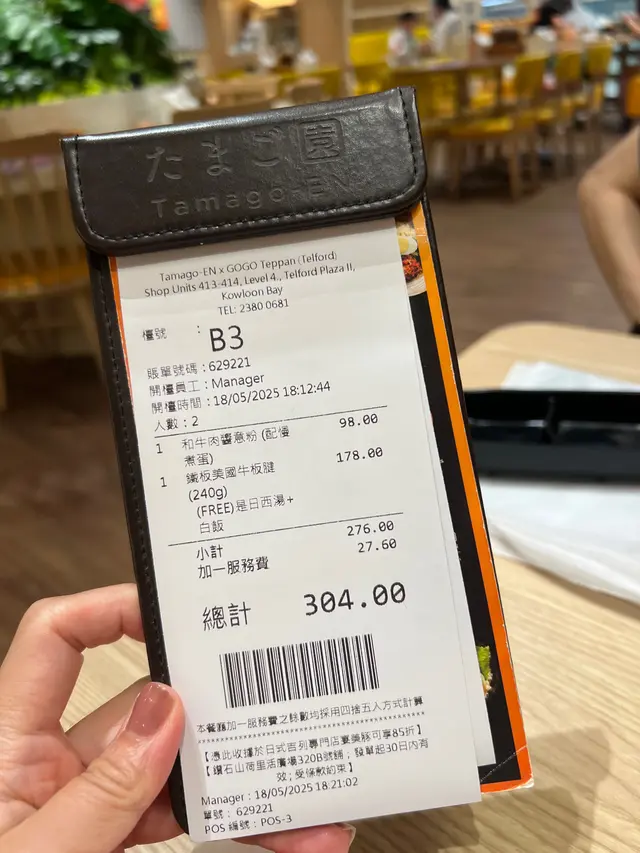 たまご園
Tamago-EN
Tamago-EN x GOGO Teppan (Telford)
Shop Units 413-414, Level 4., Telford Plaza II,
Kowloon Bay
TEL: 2380 0681
檯號 : B3
賬單號碼 : 629221
開檯員工 : Manager
開檯時間 : 18/05/2025 18:12:44
人數 : 2
1 和牛肉醬意粉 (配慢 98.00
煮蛋)
1 鐵板美國牛板腱 178.00
(240g)
(FREE)是日西湯+
白飯
小計 276.00
加一服務費 27.60
總計 304.00
本餐廳加一服務費之餘數均採用四捨五入方式計算
【憑此收據於日式吉列專門店豪美豚可享85折】
【鑽石山荷里活廣場320B號舖 ; 發單起30日內有
效; 受條款約束】
Manager : 18/05/2025 18:21:02
單號 : 629221
POS 編號 : POS-3